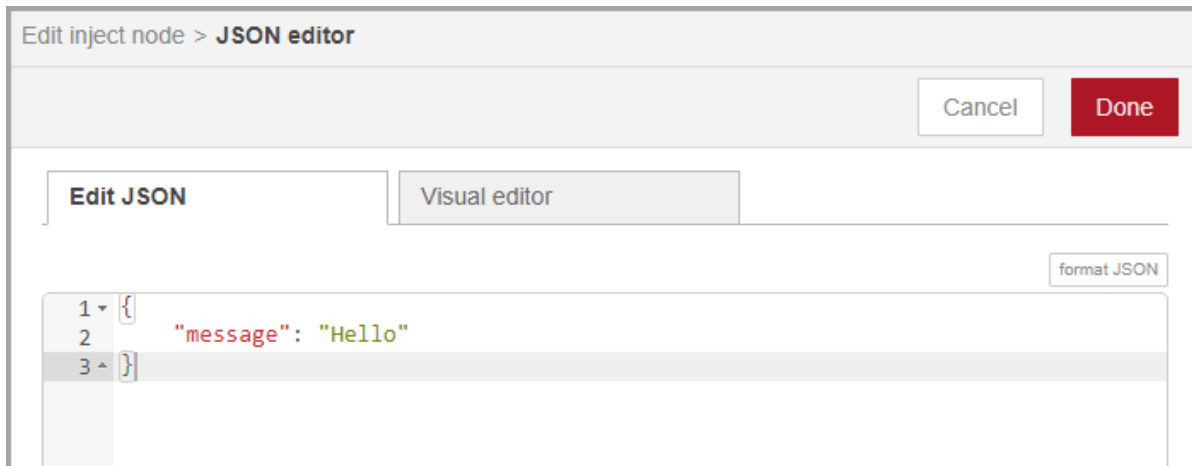 Edit inject node > JSON editor
Cancel Done
Edit JSON Visual editor
format JSON
1 {
2 "message": "Hello"
3 }